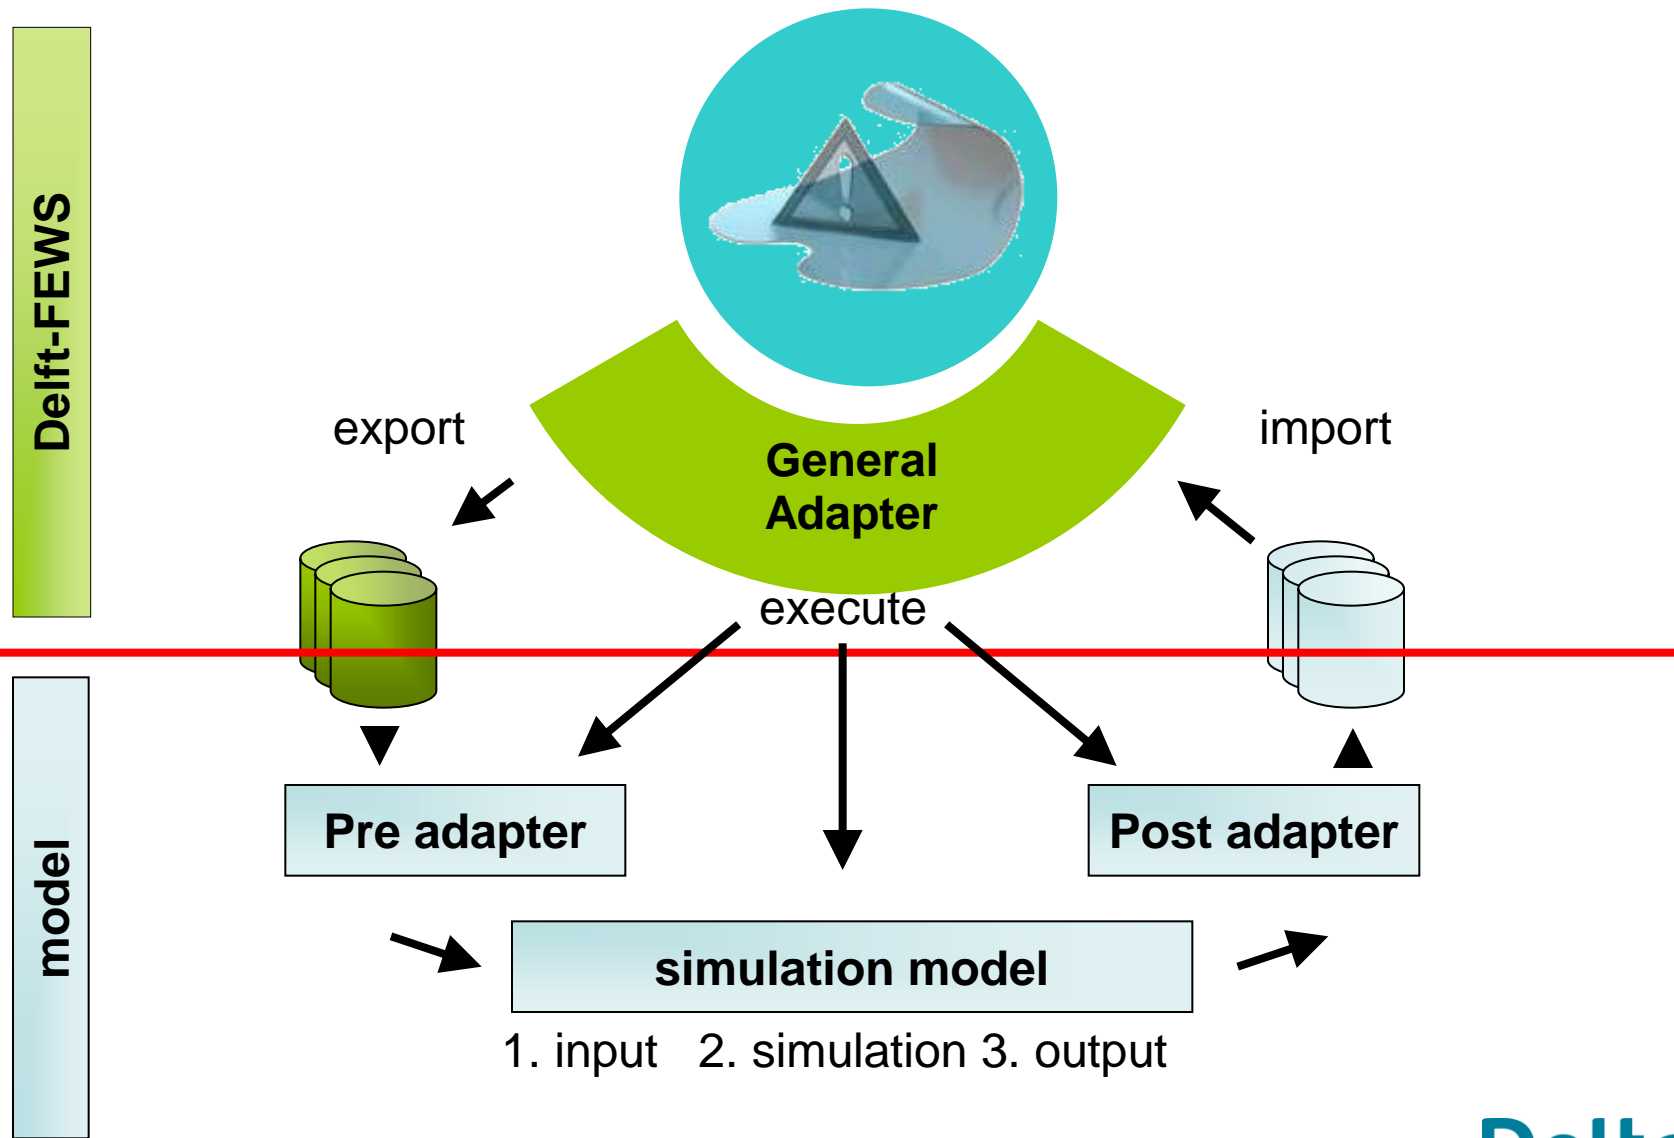 Delft-FEWS
export
import
General
Adapter
execute
Pre adapter
Post adapter
model
simulation model
1. input 2. simulation 3. output